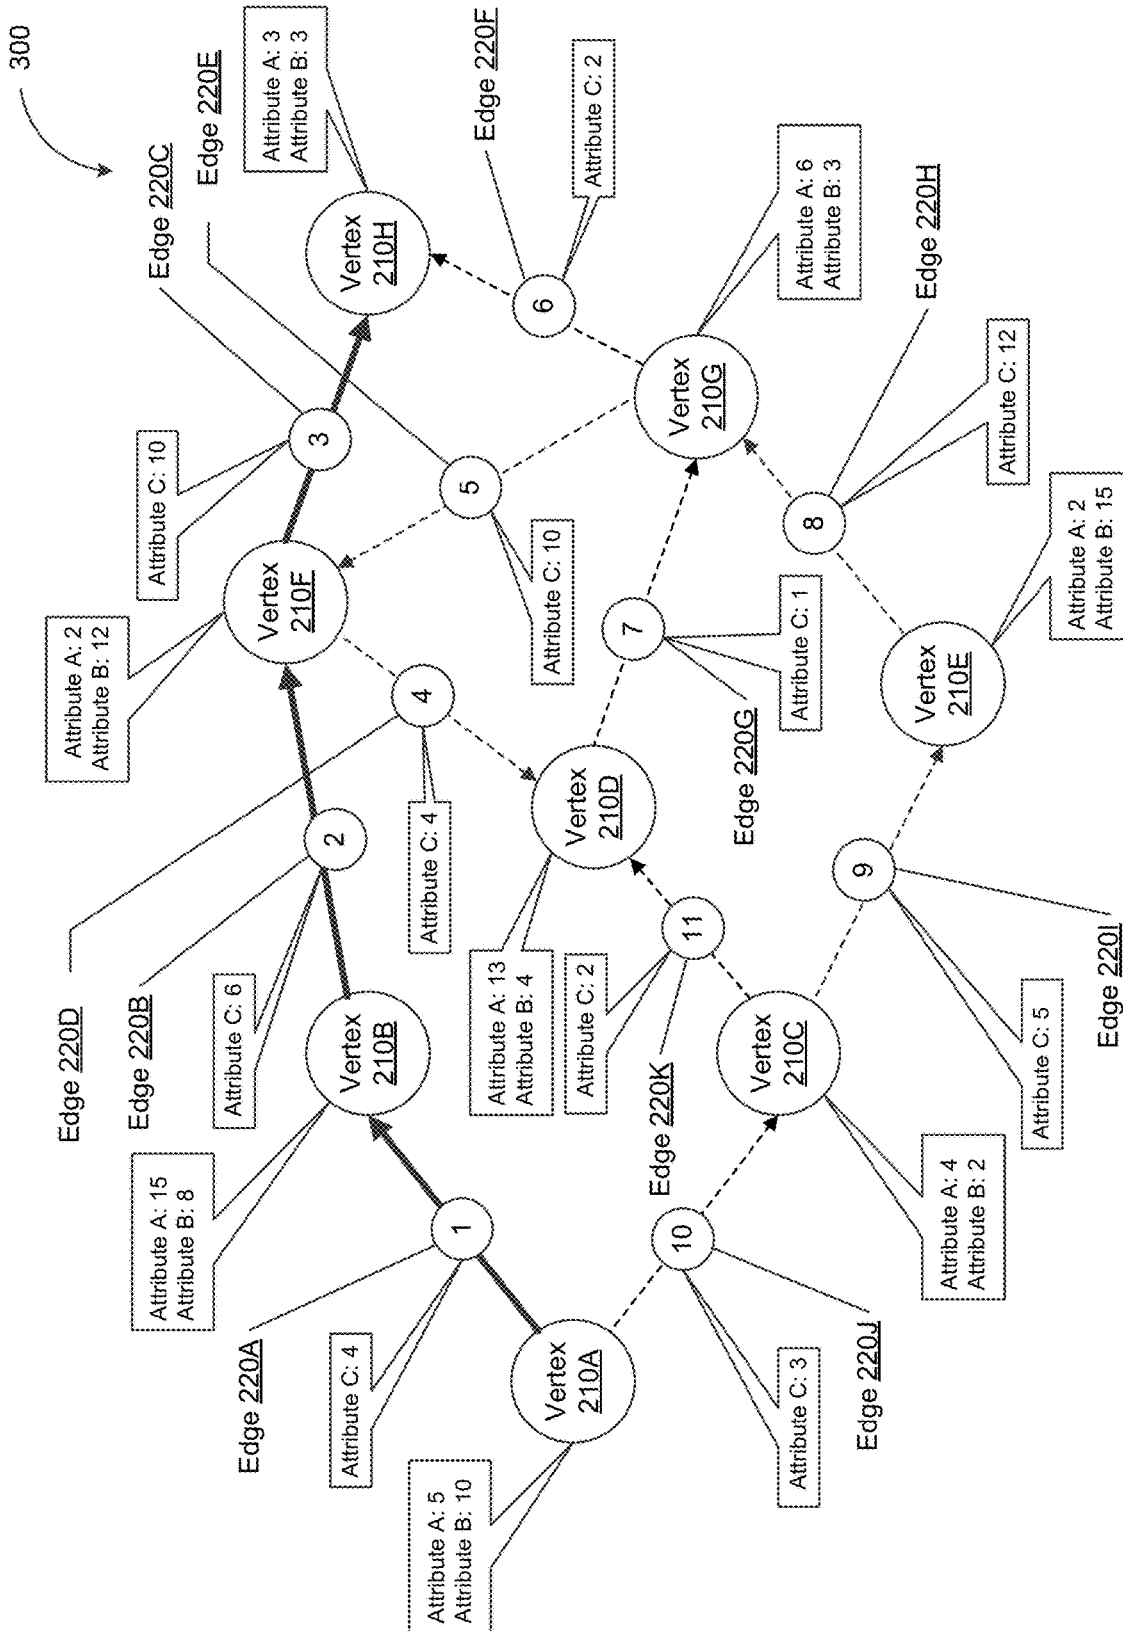 300
Edge 220C
Edge 220E
Attribute A: 3
Attribute B: 3
Edge 220F
Attribute C: 2
Vertex
210H
6
Attribute C: 10
3
Attribute A: 2
Attribute B: 12
Vertex
210F
5
Attribute C: 10
Vertex
210G
Attribute A: 6
Attribute B: 3
Edge 220H
Attribute C: 12
8
7
Attribute C: 1
Edge 220G
4
Attribute C: 4
2
Attribute C: 6
Edge 220D
Edge 220B
Vertex
210D
Attribute A: 13
Attribute B: 4
Vertex
210E
Attribute A: 2
Attribute B: 15
9
Attribute C: 5
Edge 220I
11
Attribute C: 2
Edge 220K
Vertex
210B
Attribute A: 15
Attribute B: 8
Vertex
210C
Attribute A: 4
Attribute B: 2
1
Edge 220A
Attribute C: 4
10
Attribute C: 3
Edge 220J
Vertex
210A
Attribute A: 5
Attribute B: 10